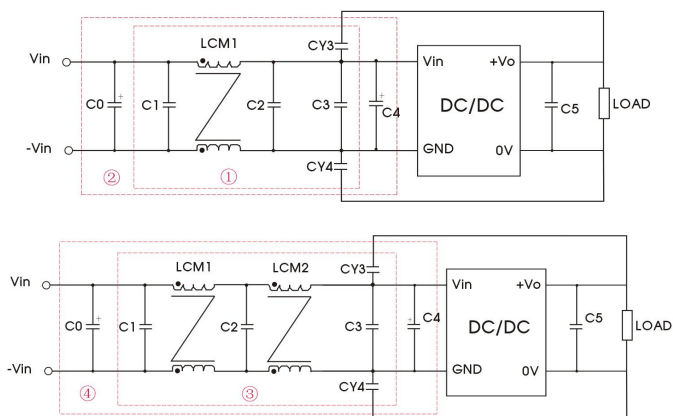 LCM1
CY3
Vin
C0
+
C1
C2
C3
+
C4
Vin
+Vo
DC/DC
GND
0V
C5
LOAD
-Vin
CY4
②
①
LCM1
LCM2
CY3
Vin
C0
+
C1
C2
C3
+
C4
Vin
+Vo
DC/DC
GND
0V
C5
LOAD
-Vin
CY4
④
③